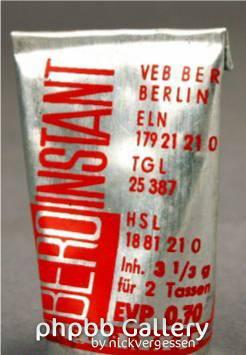 BEROINSTANT
VEB BER
BERLIN
ELN
179 21 21 0
TGL
25 387
HSL
18 81 21 0
Inh. 3 1/3 g
für 2 Tassen
EVP 0,70
phpbb Gallery
by nickvergessen